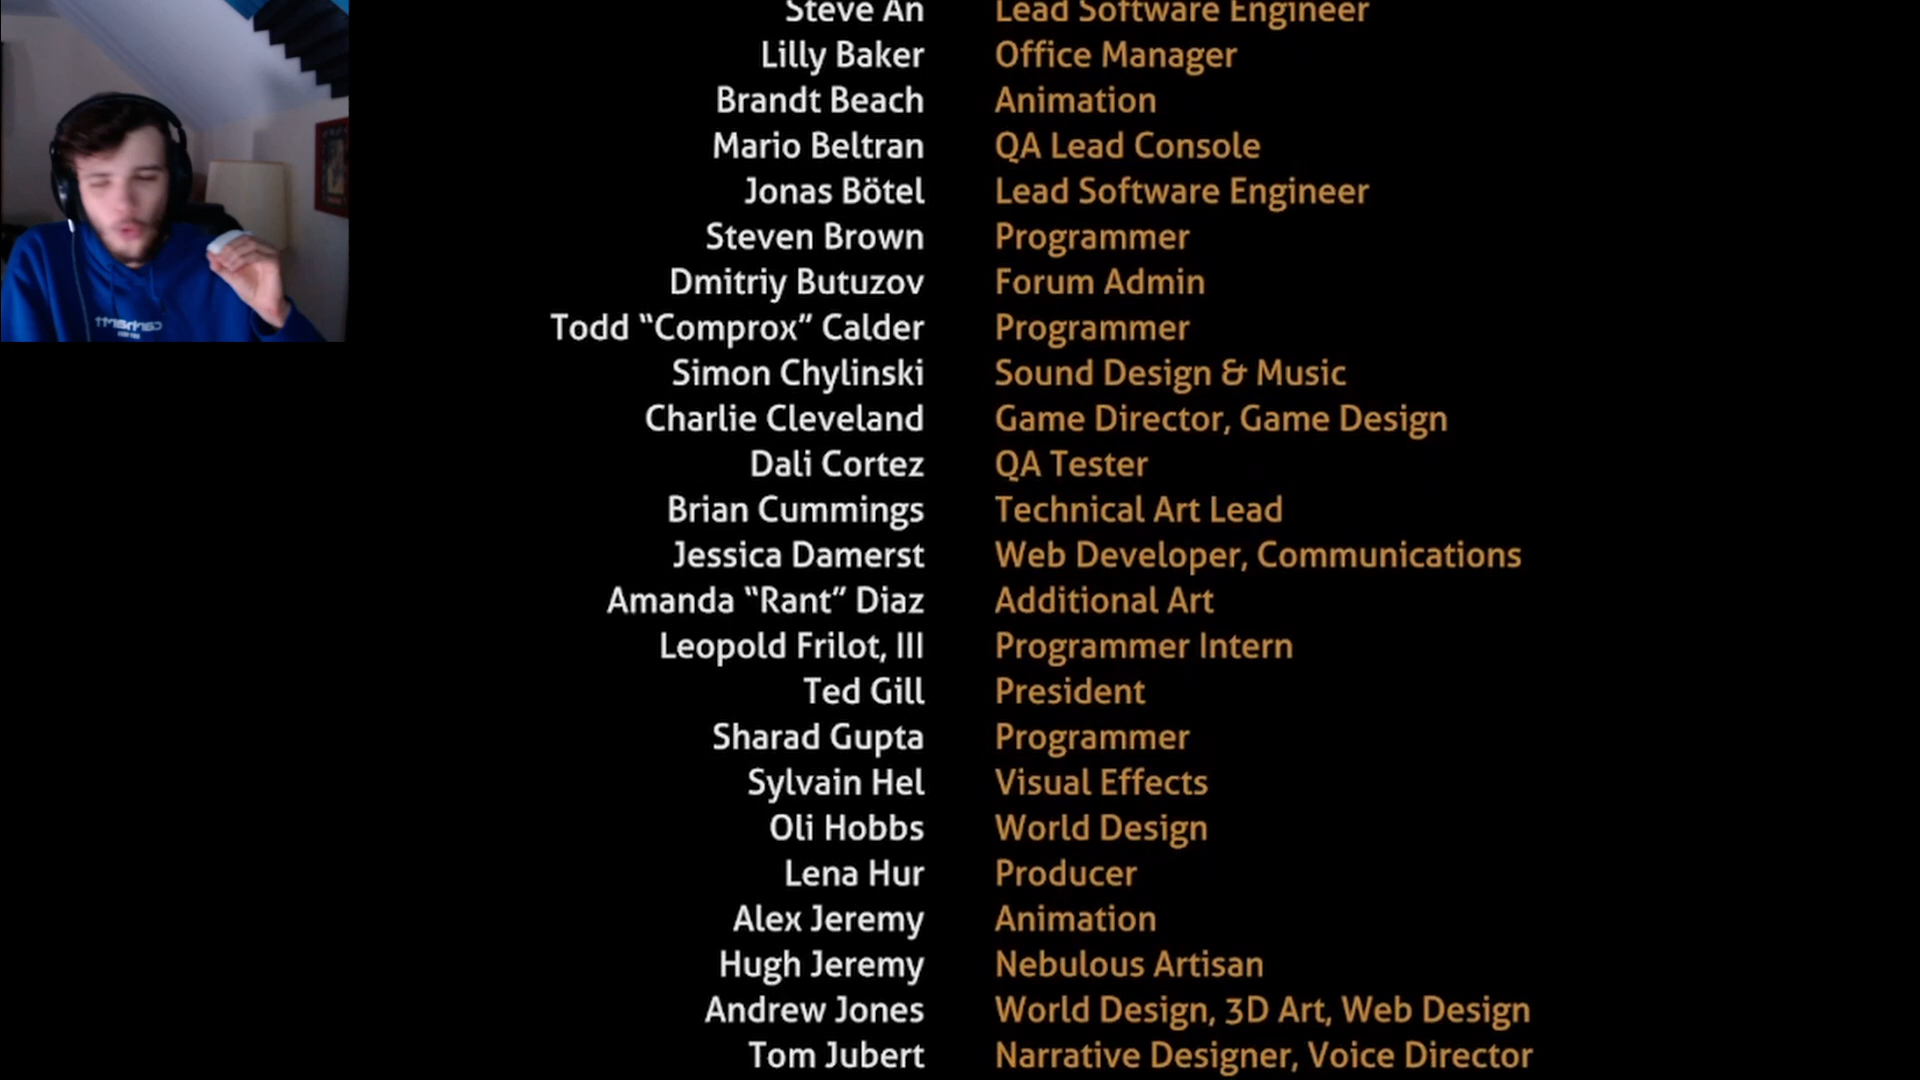 Steve An Lead Software Engineer
Lilly Baker Office Manager
Brandt Beach Animation
Mario Beltran QA Lead Console
Jonas Bötel Lead Software Engineer
Steven Brown Programmer
Dmitriy Butuzov Forum Admin
Todd “Comprox” Calder Programmer
Simon Chylinski Sound Design & Music
Charlie Cleveland Game Director, Game Design
Dali Cortez QA Tester
Brian Cummings Technical Art Lead
Jessica Damerst Web Developer, Communications
Amanda “Rant” Diaz Additional Art
Leopold Frilot, III Programmer Intern
Ted Gill President
Sharad Gupta Programmer
Sylvain Hel Visual Effects
Oli Hobbs World Design
Lena Hur Producer
Alex Jeremy Animation
Hugh Jeremy Nebulous Artisan
Andrew Jones World Design, 3D Art, Web Design
Tom Jubert Narrative Designer, Voice Director